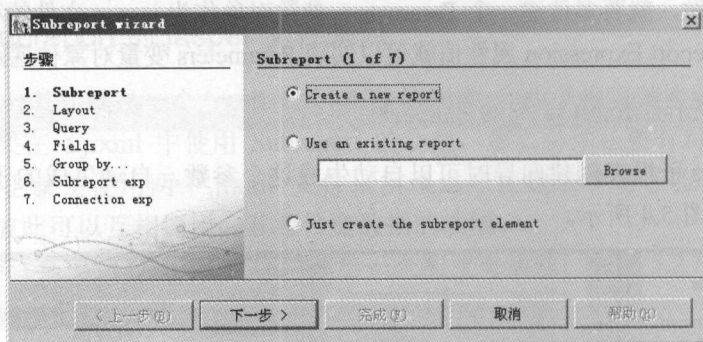 Subreport wizard
步骤
1. Subreport
2. Layout
3. Query
4. Fields
5. Group by...
6. Subreport exp
7. Connection exp
Subreport (1 of 7)
Create a new report
Use an existing report
Browse
Just create the subreport element
< 上一步(P)
下一步 >
完成(F)
取消
帮助(H)